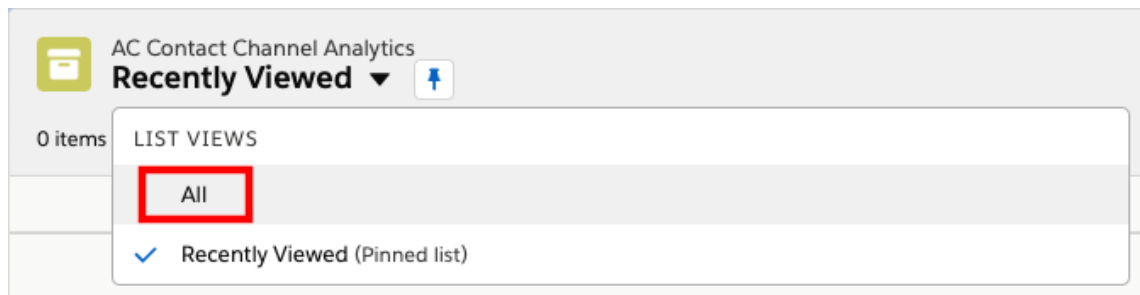 AC Contact Channel Analytics
Recently Viewed
0 items
LIST VIEWS
All
Recently Viewed (Pinned list)